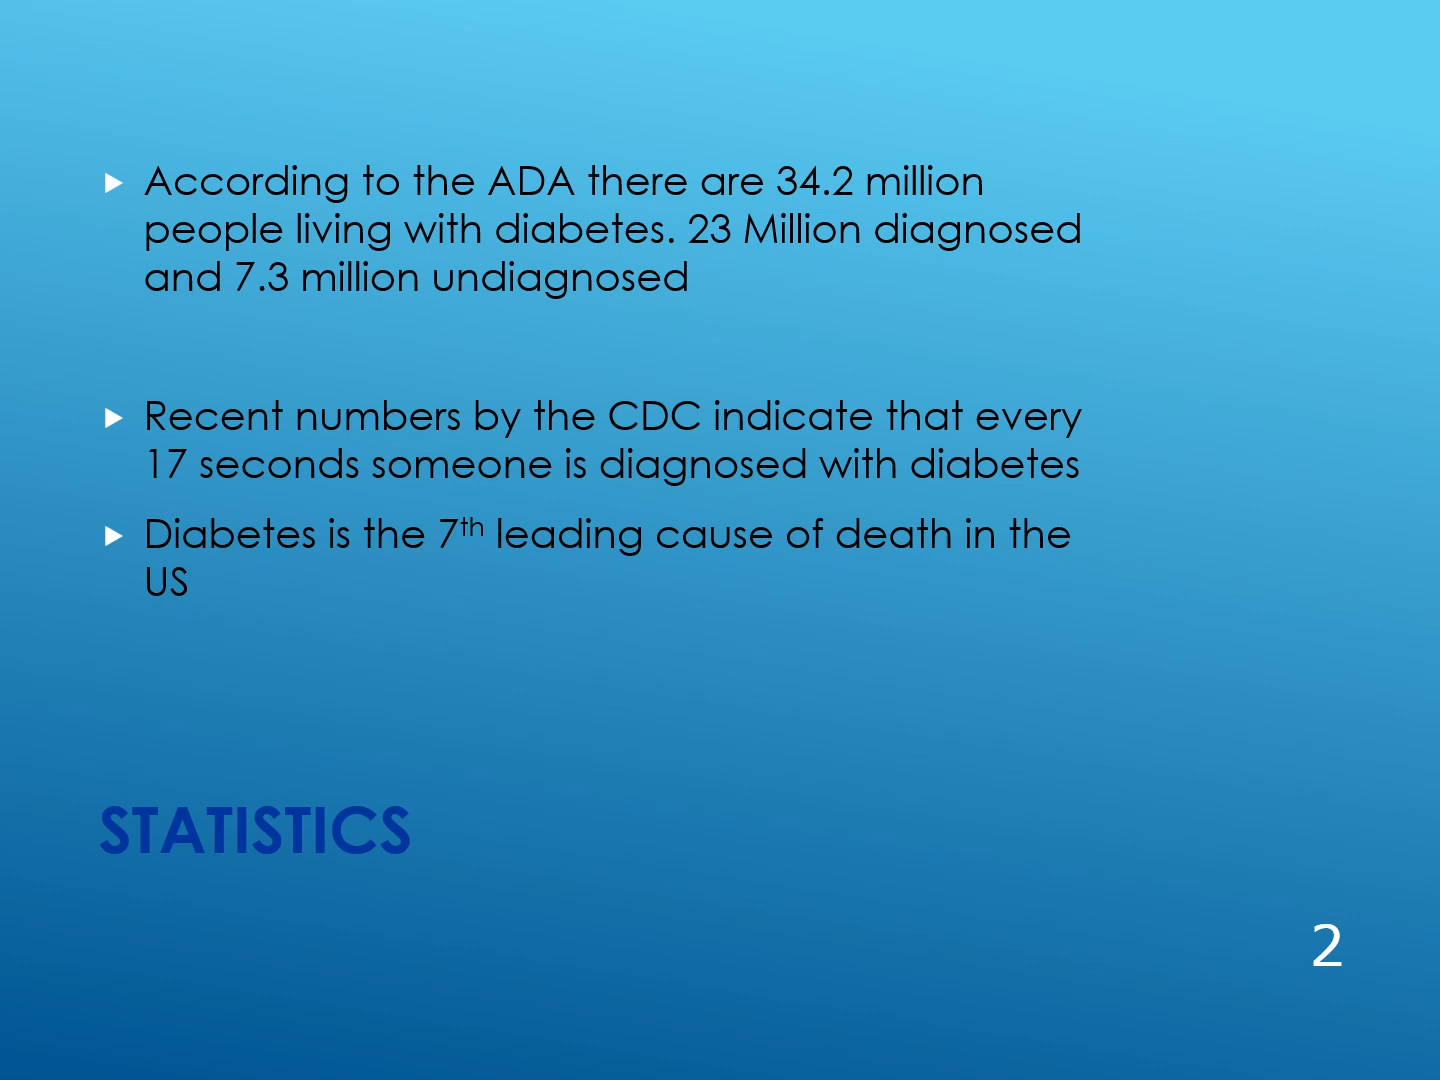 According to the ADA there are 34.2 million
people living with diabetes. 23 Million diagnosed
and 7.3 million undiagnosed
Recent numbers by the CDC indicate that every
17 seconds someone is diagnosed with diabetes
Diabetes is the 7th leading cause of death in the
US
STATISTICS
2